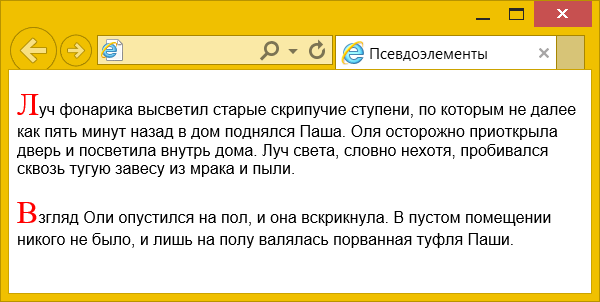 Псевдоэлементы
Луч фонарика высветил старые скрипучие ступени, по которым не далее
как пять минут назад в дом поднялся Паша. Оля осторожно приоткрыла
дверь и посветила внутрь дома. Луч света, словно нехотя, пробивался
сквозь тугую завесу из мрака и пыли.
Взгляд Оли опустился на пол, и она вскрикнула. В пустом помещении
никого не было, и лишь на полу валялась порванная туфля Паши.